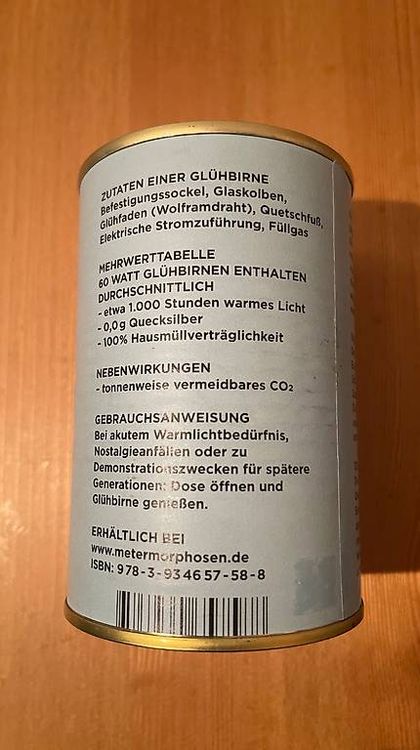 ZUTATEN EINER GLÜHBIRNE
Befestigungssockel, Glaskolben,
Glühfaden (Wolframdraht), Quetschfuß,
Elektrische Stromzuführung, Füllgas
MEHRWERTTABELLE
60 WATT GLÜHBIRNEN ENTHALTEN
DURCHSCHNITTLICH
- etwa 1.000 Stunden warmes Licht
- 0,0 g Quecksilber
- 100% Hausmüllverträglichkeit
NEBENWIRKUNGEN
- tonnenweise vermeidbares CO₂
GEBRAUCHSANWEISUNG
Bei akutem Warmlichtbedürfnis,
Nostalgieanfällen oder zu
Demonstrationszwecken für spätere
Generationen: Dose öffnen und
Glühbirne genießen.
ERHÄLTLICH BEI
www.metermorphosen.de
ISBN: 978-3-934657-58-8